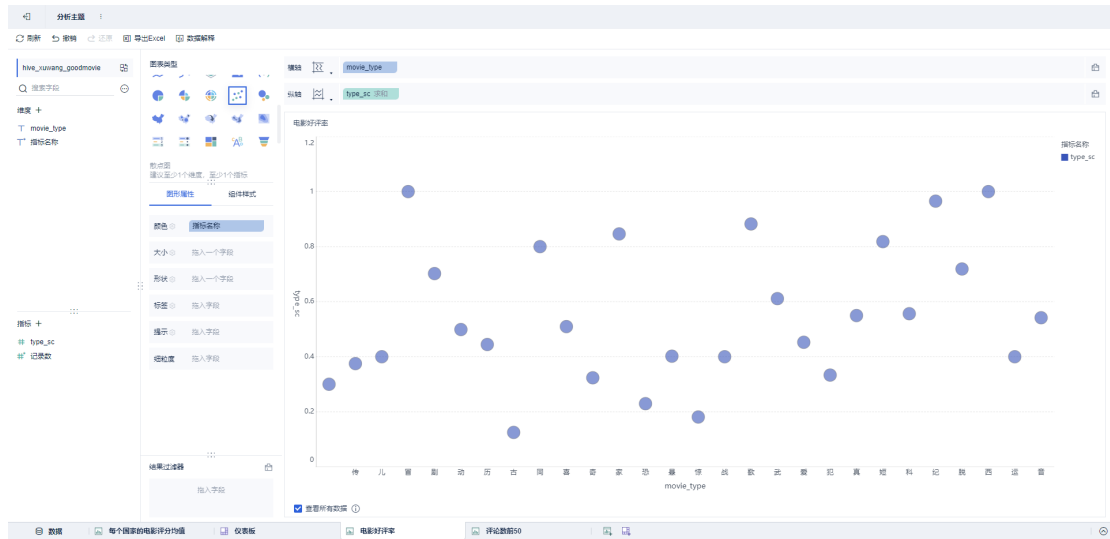 分析主题
刷新 撤销 还原 导出Excel 数据解释
hive_xuwang_goodmovie
搜索字段
维度 +
movie_type
指标名称
指标 +
type_sc
记录数
图表类型
散点图
建议至少1个维度、至少1个指标
图形属性 组件样式
颜色 指标名称
大小 拖入一个字段
形状 拖入一个字段
标签 拖入字段
提示 拖入字段
细粒度 拖入字段
结果过滤器
拖入字段
横轴 movie_type
纵轴 type_sc 求和
电影好评率
指标名称
type_sc
1.2
1
0.8
0.6
0.4
0.2
0
type_sc
传 儿 冒 剧 动 历 古 同 喜 奇 家 恐 悬 惊 战 歌 武 爱 犯 真 短 科 纪 脱 西 运 音
movie_type
查看所有数据
数据 每个国家的电影评分均值 仪表板 电影好评率 评论数前50